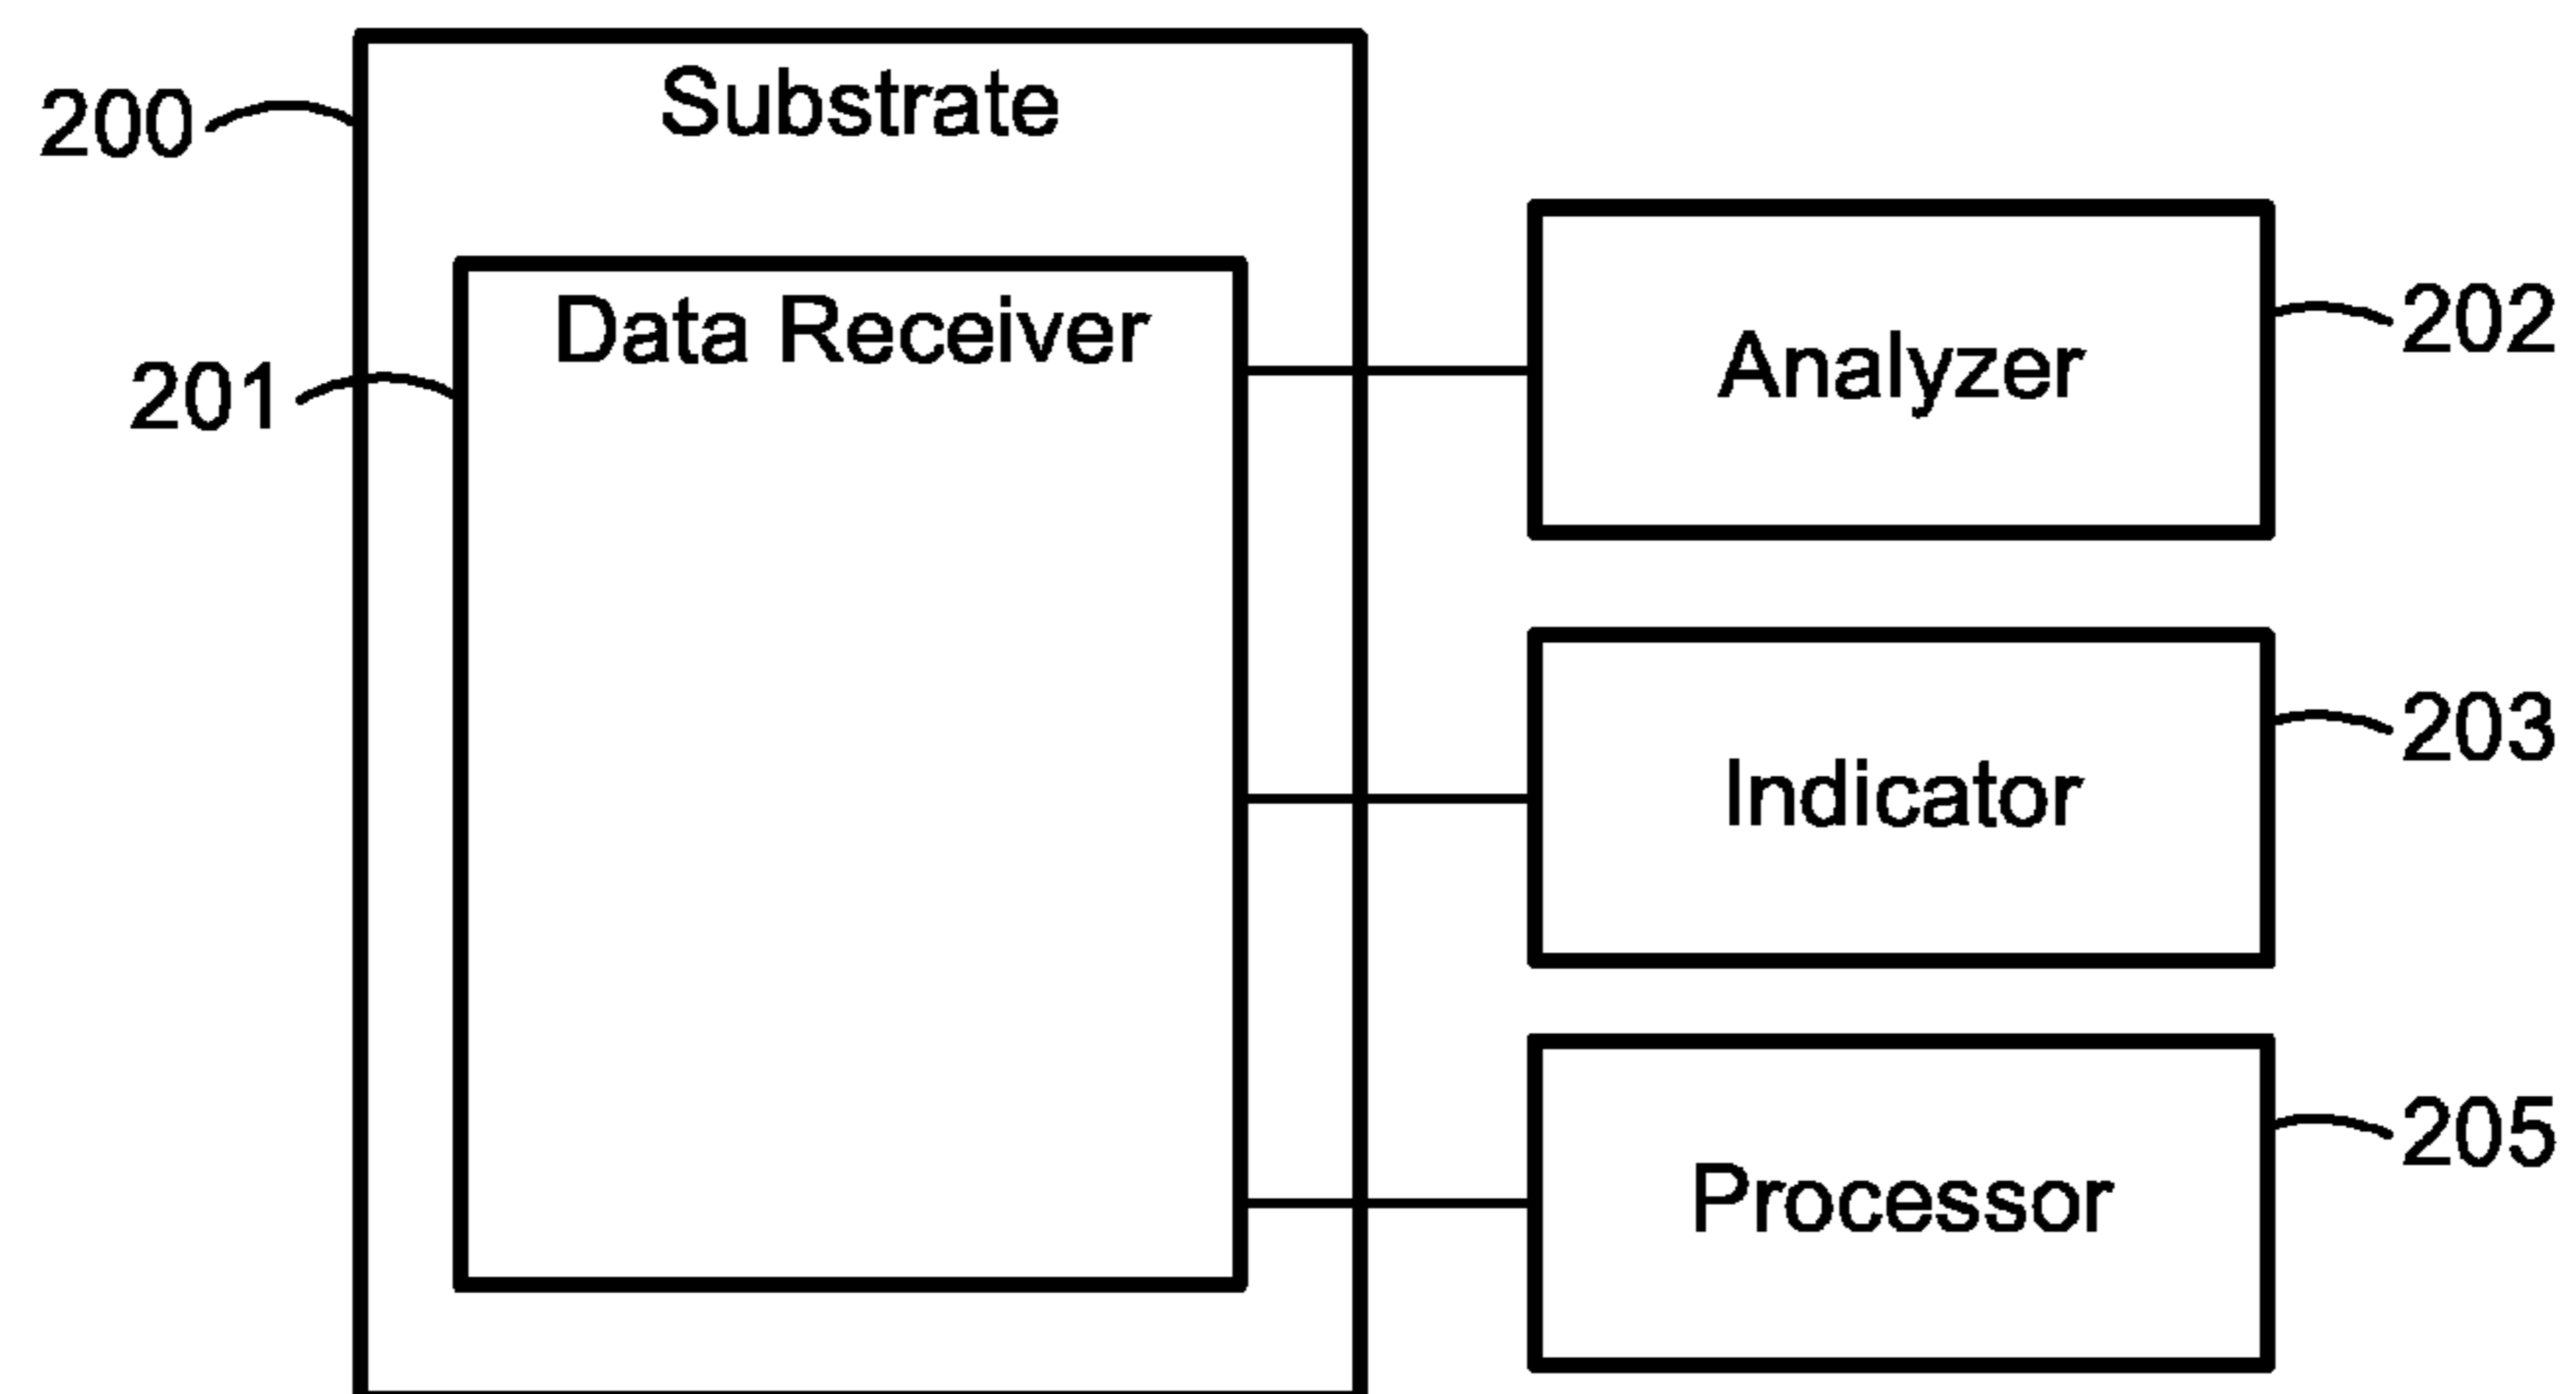 200
Substrate
201
Data Receiver
Analyzer
202
Indicator
203
Processor
205